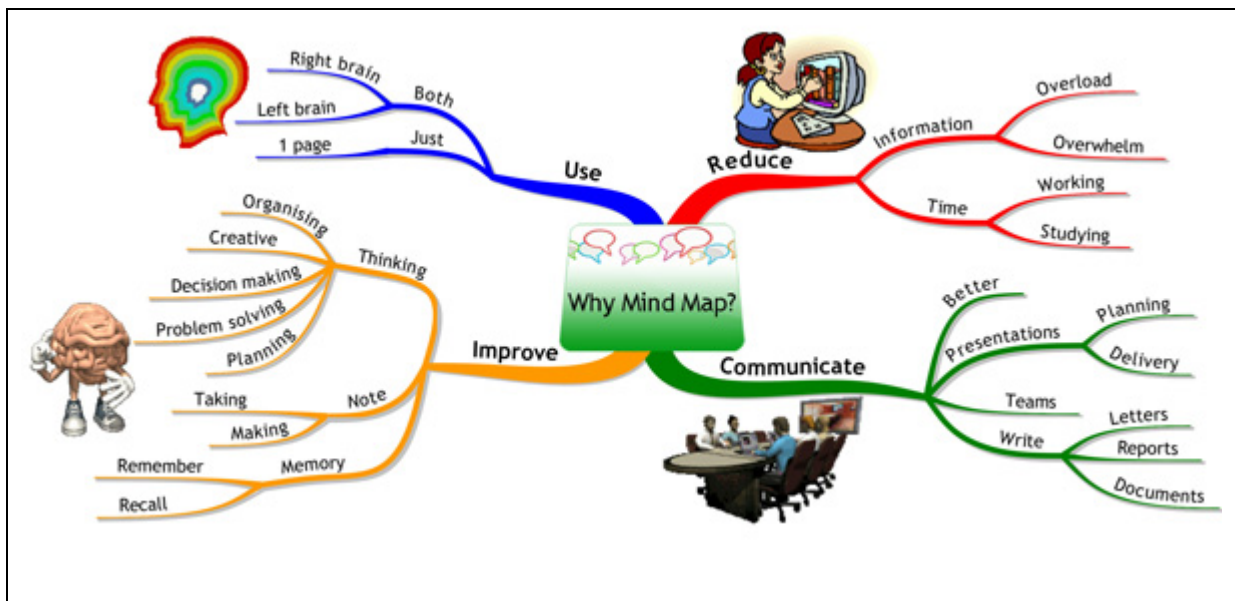 Why Mind Map?
Use
Both
Right brain
Left brain
Just
1 page
Reduce
Information
Overload
Overwhelm
Time
Working
Studying
Improve
Thinking
Organising
Creative
Decision making
Problem solving
Planning
Note
Taking
Making
Memory
Remember
Recall
Communicate
Better
Presentations
Planning
Delivery
Teams
Write
Letters
Reports
Documents